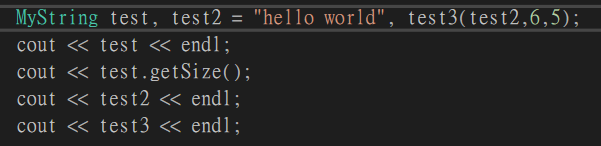 MyString test, test2 = "hello world", test3(test2,6,5);
cout << test << endl;
cout << test.getSize();
cout << test2 << endl;
cout << test3 << endl;